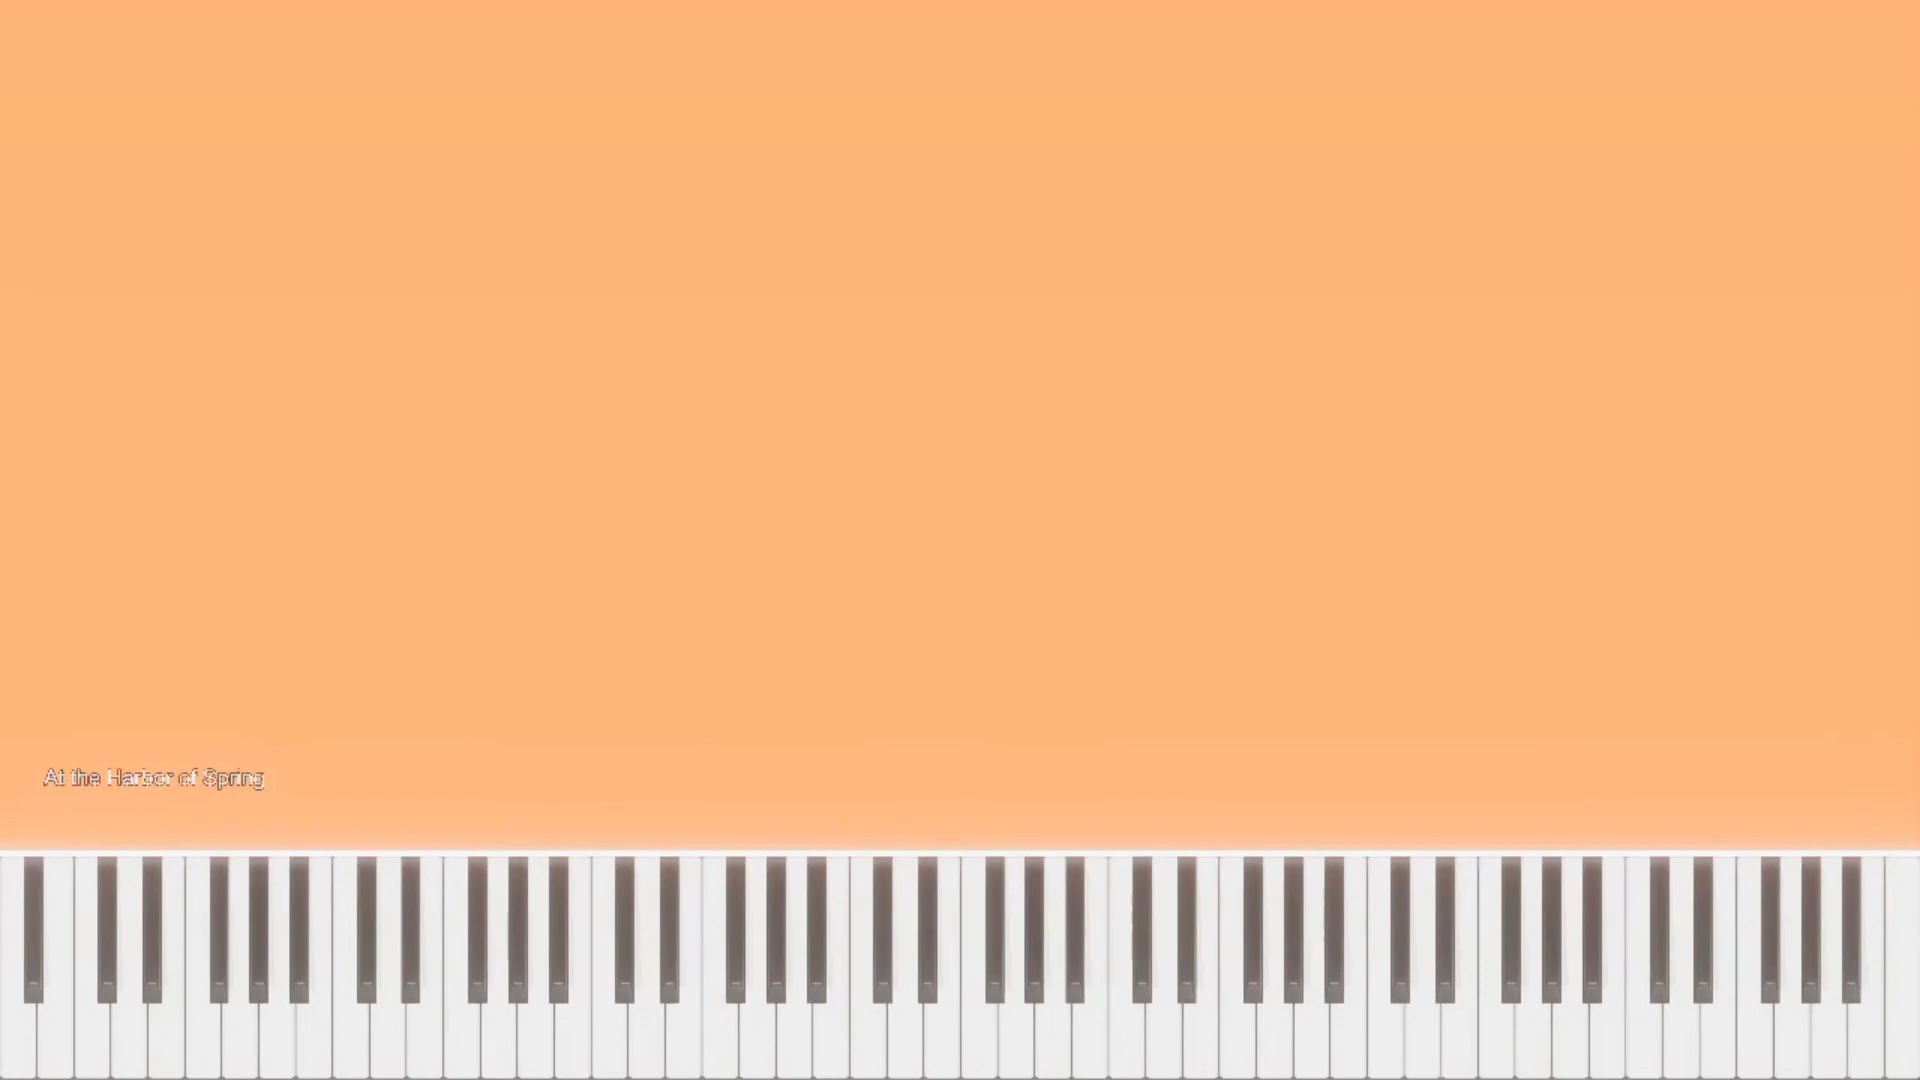 At the Harbor of Spring